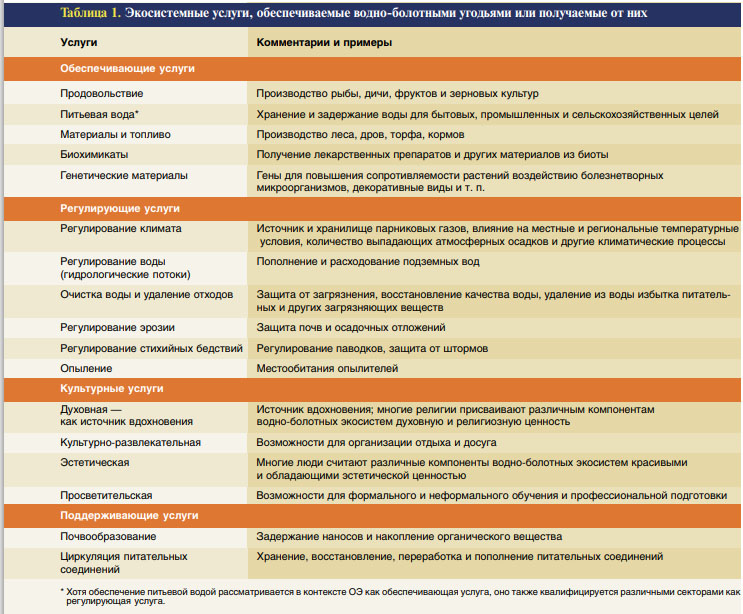 Таблица 1. Экосистемные услуги, обеспечиваемые водно-болотными угодьями или получаемые от них
Услуги Комментарии и примеры
Обеспечивающие услуги
Продовольствие Производство рыбы, дичи, фруктов и зерновых культур
Питьевая вода* Хранение и задержание воды для бытовых, промышленных и сельскохозяйственных целей
Материалы и топливо Производство леса, дров, торфа, кормов
Биохимикаты Получение лекарственных препаратов и других материалов из биоты
Генетические материалы Гены для повышения сопротивляемости растений воздействию болезнетворных
микроорганизмов, декоративные виды и т. п.
Регулирующие услуги
Регулирование климата Источник и хранилище парниковых газов, влияние на местные и региональные температурные
условия, количество выпадающих атмосферных осадков и другие климатические процессы
Регулирование воды Пополнение и расходование подземных вод
(гидрологические потоки)
Очистка воды и удаление отходов Защита от загрязнения, восстановление качества воды, удаление из воды избытка питатель-
ных и других загрязняющих веществ
Регулирование эрозии Защита почв и осадочных отложений
Регулирование стихийных бедствий Регулирование паводков, защита от штормов
Опыление Местообитания опылителей
Культурные услуги
Духовная — Источник вдохновения; многие религии присваивают различным компонентам
как источник вдохновения водно-болотных экосистем духовную и религиозную ценность
Культурно-развлекательная Возможности для организации отдыха и досуга
Эстетическая Многие люди считают различные компоненты водно-болотных экосистем красивыми
и обладающими эстетической ценностью
Просветительская Возможности для формального и неформального обучения и профессиональной подготовки
Поддерживающие услуги
Почвообразование Задержание наносов и накопление органического вещества
Циркуляция питательных Хранение, восстановление, переработка и пополнение питательных соединений
соединений
* Хотя обеспечение питьевой водой рассматривается в контексте ОЭ как обеспечивающая услуга, оно также квалифицируется различными секторами как
регулирующая услуга.